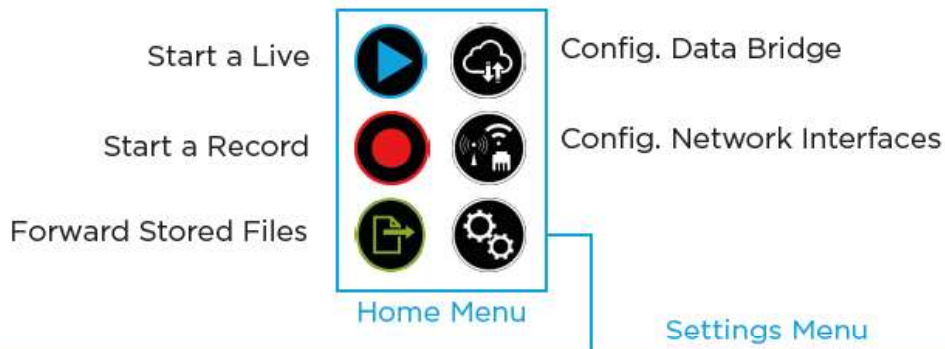 Start a Live
Config. Data Bridge
Start a Record
Config. Network Interfaces
Forward Stored Files
Home Menu
Settings Menu